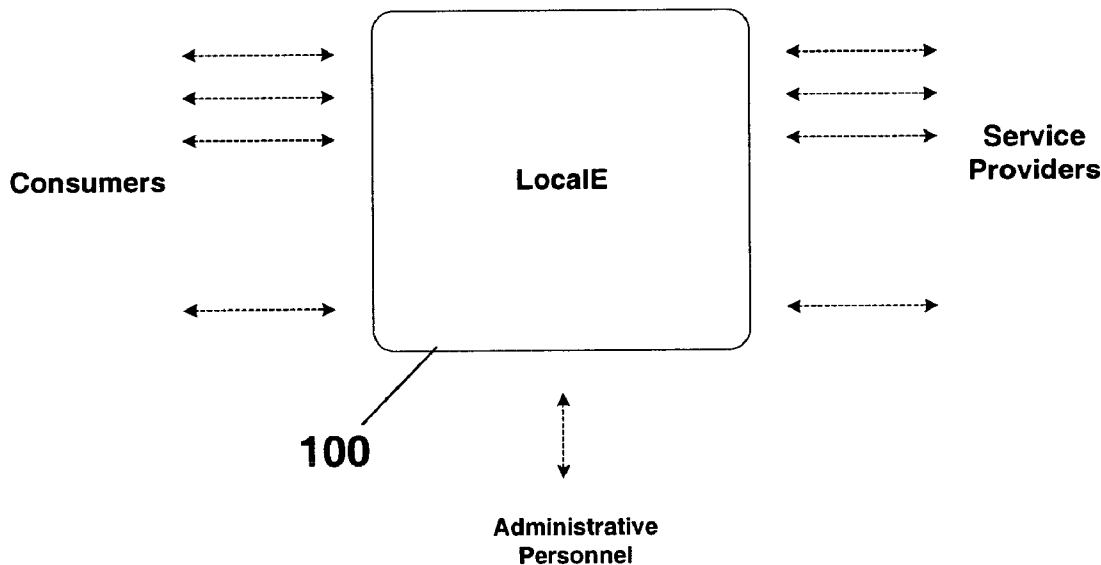 Consumers
LocalE
Service
Providers
100
Administrative
Personnel